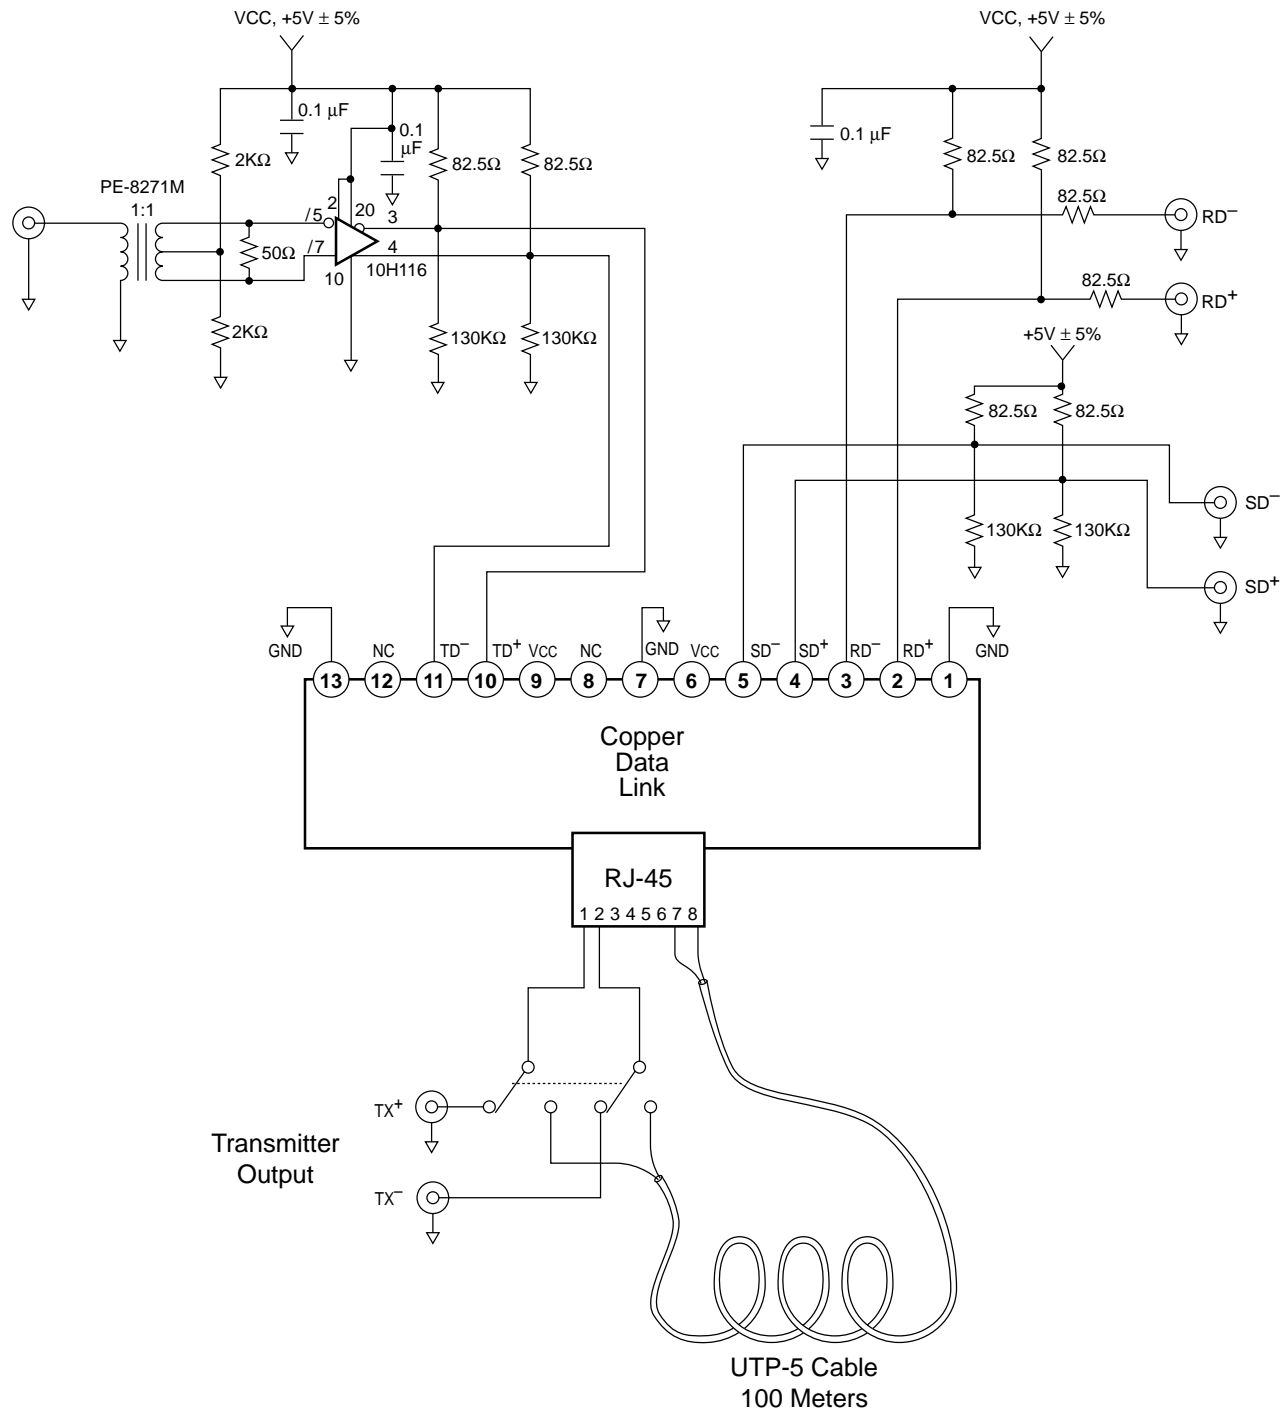 VCC, +5V ± 5%
VCC, +5V ± 5%
0.1 µF
0.1
µF
0.1 µF
2KΩ
82.5Ω
82.5Ω
82.5Ω
82.5Ω
PE-8271M
1:1
2
20
3
/5
82.5Ω
RD–
50Ω
/7
4
10H116
10
82.5Ω
RD+
2KΩ
130KΩ
130KΩ
+5V ± 5%
82.5Ω
82.5Ω
SD–
130KΩ
130KΩ
SD+
GND
NC
TD–
TD+
VCC
NC
GND
VCC
SD–
SD+
RD–
RD+
GND
13
12
11
10
9
8
7
6
5
4
3
2
1
Copper
Data
Link
RJ-45
1 2 3 4 5 6 7 8
TX+
Transmitter
Output
TX–
UTP-5 Cable
100 Meters